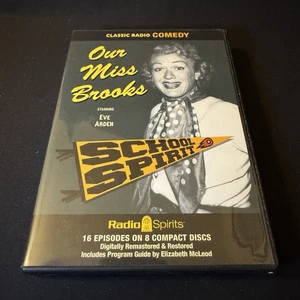 CLASSIC RADIO COMEDY
Our
Miss
Brooks
STARRING
EVE
ARDEN
SCHOOL
SPIRIT
Radio Spirits
16 EPISODES ON 8 COMPACT DISCS
Digitally Remastered & Restored
Includes Program Guide by Elizabeth McLeod